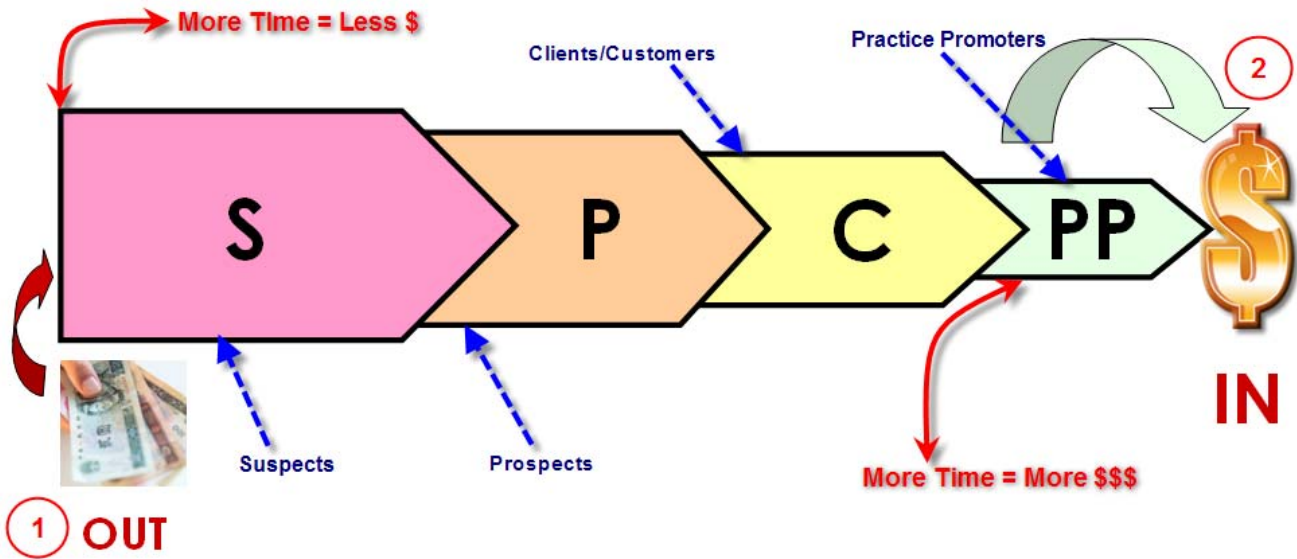 More TIme = Less $
Clients/Customers
Practice Promoters
2
S
P
C
PP
$
IN
Suspects
Prospects
More Time = More $$$
1
OUT